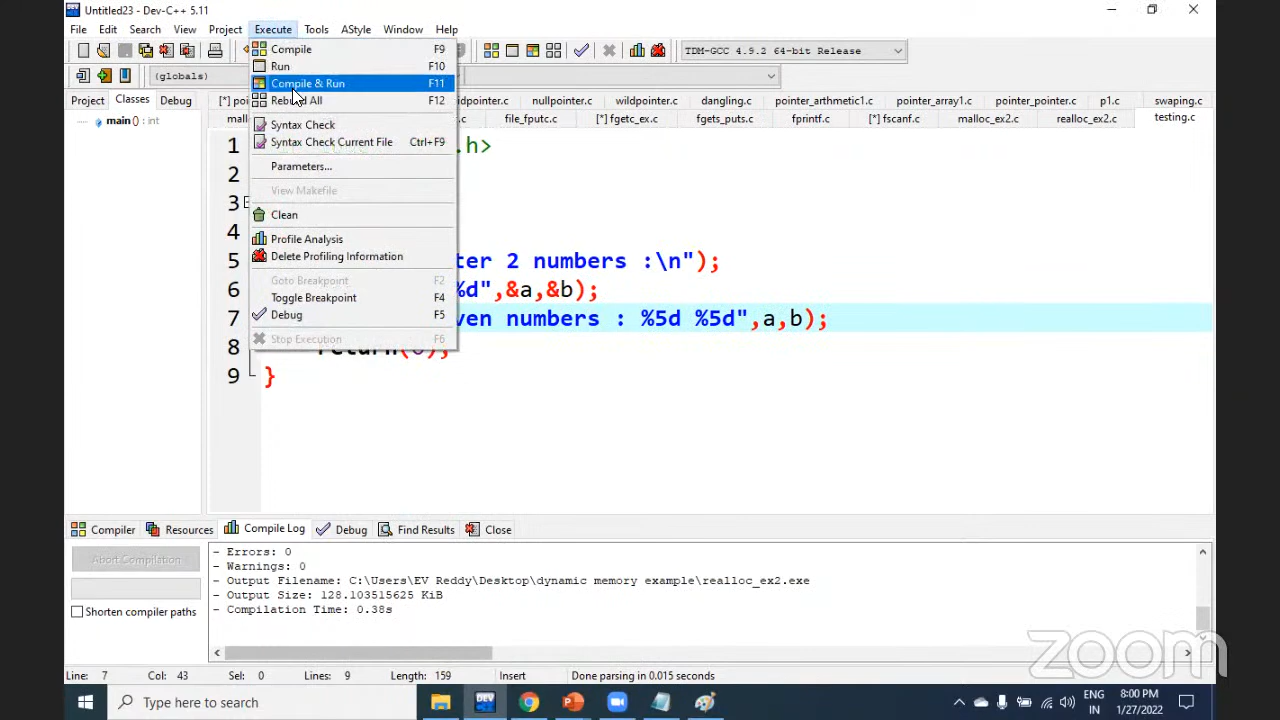 Untitled23 - Dev-C++ 5.11
File Edit Search View Project Execute Tools AStyle Window Help
TDM-GCC 4.9.2 64-bit Release
(globals)
Compile F9
Run F10
Compile & Run F11
Rebuild All F12
Syntax Check
Syntax Check Current File Ctrl+F9
Parameters...
View Makefile
Clean
Profile Analysis
Delete Profiling Information
Goto Breakpoint F2
Toggle Breakpoint F4
Debug F5
Stop Execution F6
Project Classes Debug
main() : int
nullpointer.c wildpointer.c dangling.c pointer_arthmetic1.c pointer_array1.c pointer_pointer.c p1.c swaping.c
file_fputc.c [*] fgetc_ex.c fgets_puts.c fprintf.c [*] fscanf.c malloc_ex2.c realloc_ex2.c testing.c
1 .h>
2
3
4
5 ter 2 numbers :\n");
6 %d",&a,&b);
7 ven numbers : %5d %5d",a,b);
8 return(0);
9 }
Compiler Resources Compile Log Debug Find Results Close
Abort Compilation
Shorten compiler paths
- Errors: 0
- Warnings: 0
- Output Filename: C:\Users\EV Reddy\Desktop\dynamic memory example\realloc_ex2.exe
- Output Size: 128.103515625 KiB
- Compilation Time: 0.38s
zoom
Line: 7 Col: 43 Sel: 0 Lines: 9 Length: 159 Insert Done parsing in 0.015 seconds
Type here to search
DEV
ENG
IN
8:00 PM
1/27/2022